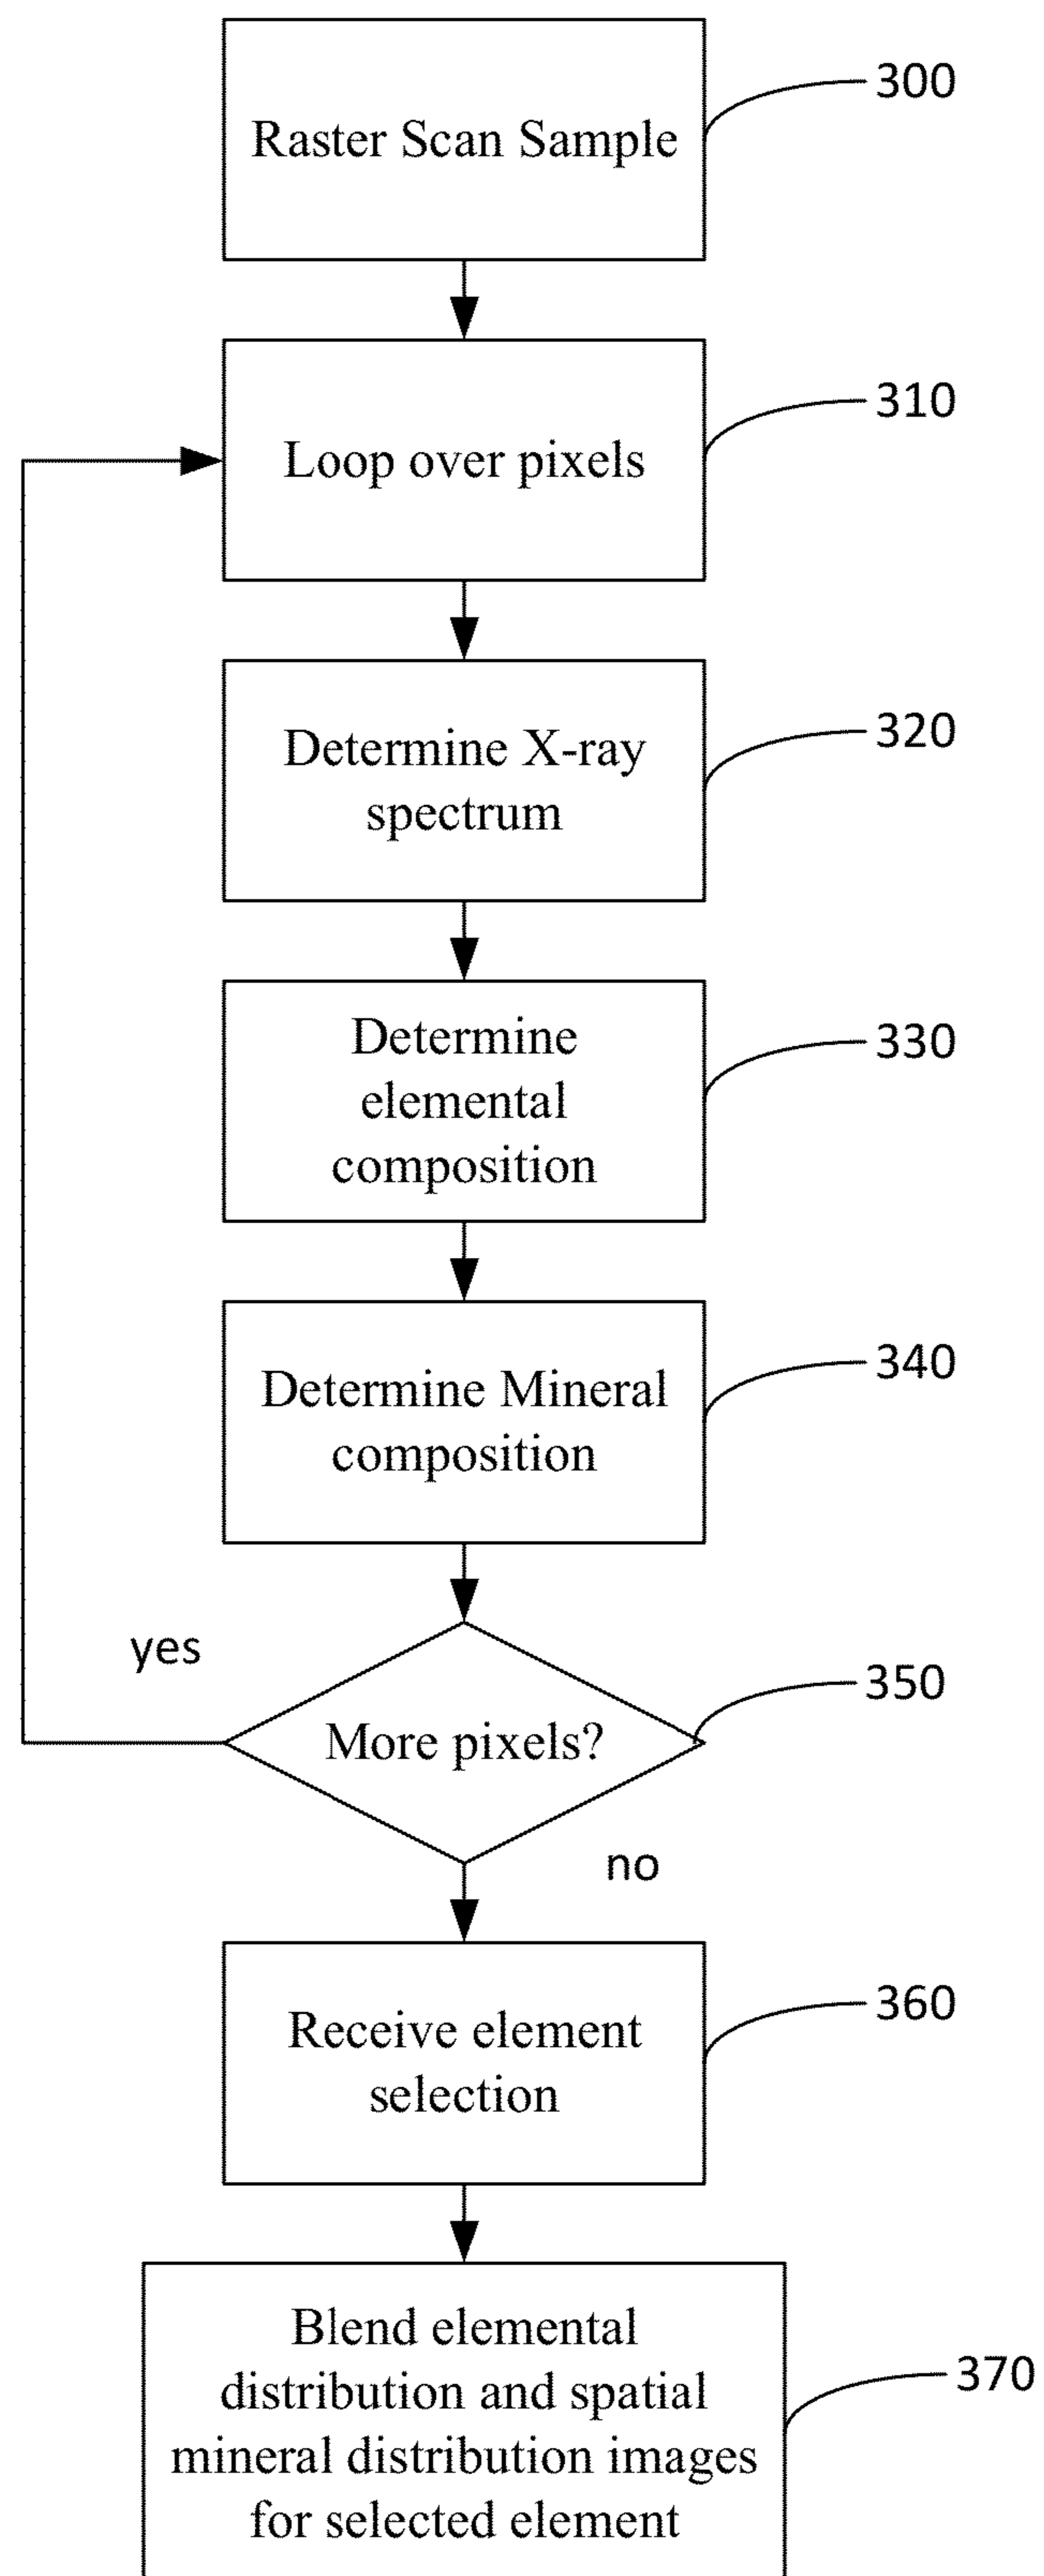 Raster Scan Sample
300
Loop over pixels
310
Determine X-ray
spectrum
320
Determine
elemental
composition
330
Determine Mineral
composition
340
yes
More pixels?
350
no
Receive element
selection
360
Blend elemental
distribution and spatial
mineral distribution images
for selected element
370